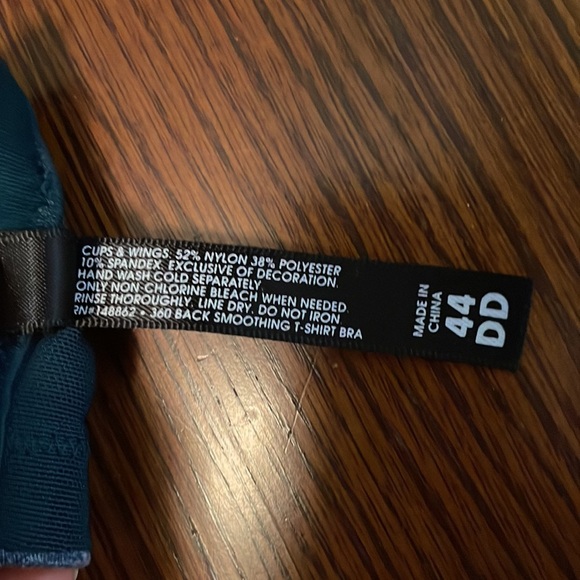 CUPS & WINGS. 52% NYLON 38% POLYESTER
10% SPANDEX. EXCLUSIVE OF DECORATION.
HAND WASH COLD SEPARATELY
ONLY NON-CHLORINE BLEACH WHEN NEEDED.
RINSE THOROUGHLY. LINE DRY. DO NOT IRON
RN#148862 - 360 BACK SMOOTHING T-SHIRT BRA
MADE IN
CHINA
44
DD